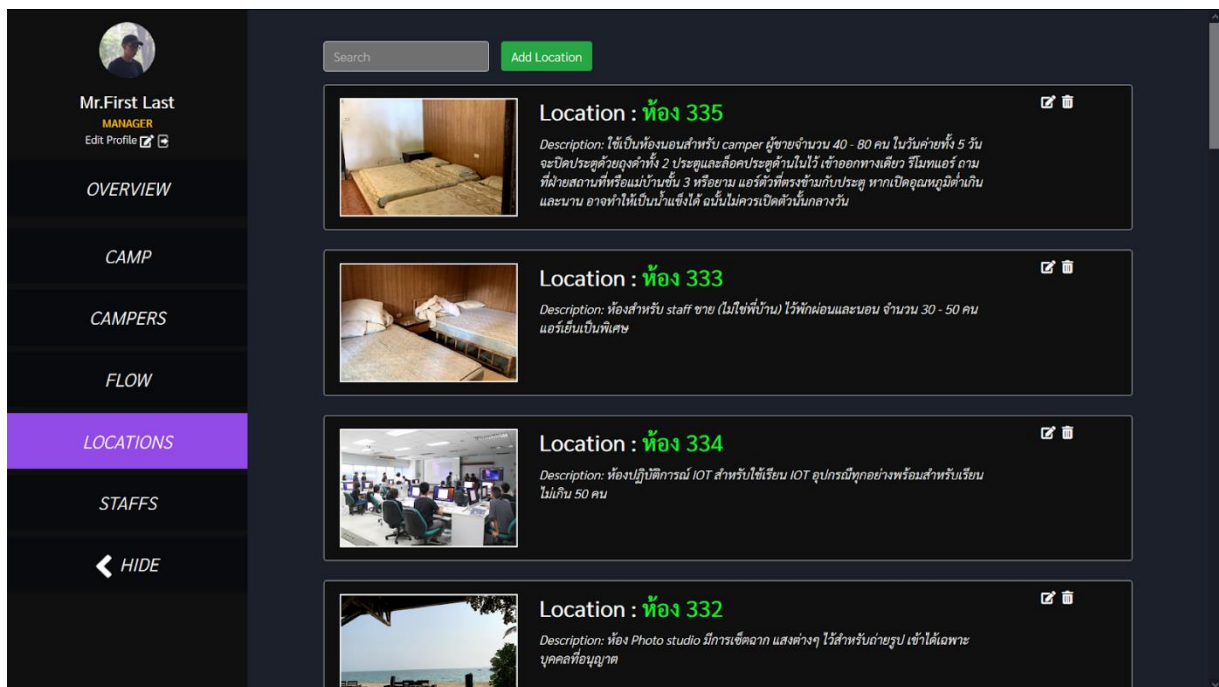 Mr.First Last
MANAGER
Edit Profile
OVERVIEW
CAMP
CAMPERS
FLOW
LOCATIONS
STAFFS
HIDE
Search
Add Location
Location : ห้อง 335
Description: ใช้เป็นห้องนอนสำหรับ camper ผู้ชายจำนวน 40 - 80 คน ในวันค่ายทั้ง 5 วัน
จะปิดประตูด้วยถุงดำทั้ง 2 ประตูและล็อคประตูด้านในไว้ เข้าออกทางเดียว รีโมทแอร์ ถาม
ที่ฝ่ายสถานที่หรือแม่บ้านชั้น 3 หรือยาม แอร์ตัวที่ตรงข้ามกับประตู หากเปิดอุณหภูมิต่ำเกิน
และนาน อาจทำให้เป็นน้ำแข็งได้ ฉนั้นไม่ควรเปิดตัวนั้นกลางวัน
Location : ห้อง 333
Description: ห้องสำหรับ staff ชาย (ไม่ใช่พี่บ้าน) ไว้พักผ่อนและนอน จำนวน 30 - 50 คน
แอร์เย็นเป็นพิเศษ
Location : ห้อง 334
Description: ห้องปฏิบัติการณ์ IOT สำหรับใช้เรียน IOT อุปกรณ์ทุกอย่างพร้อมสำหรับเรียน
ไม่เกิน 50 คน
Location : ห้อง 332
Description: ห้อง Photo studio มีการเซ็ตฉาก แสงต่างๆ ไว้สำหรับถ่ายรูป เข้าได้เฉพาะ
บุคคลที่อนุญาต